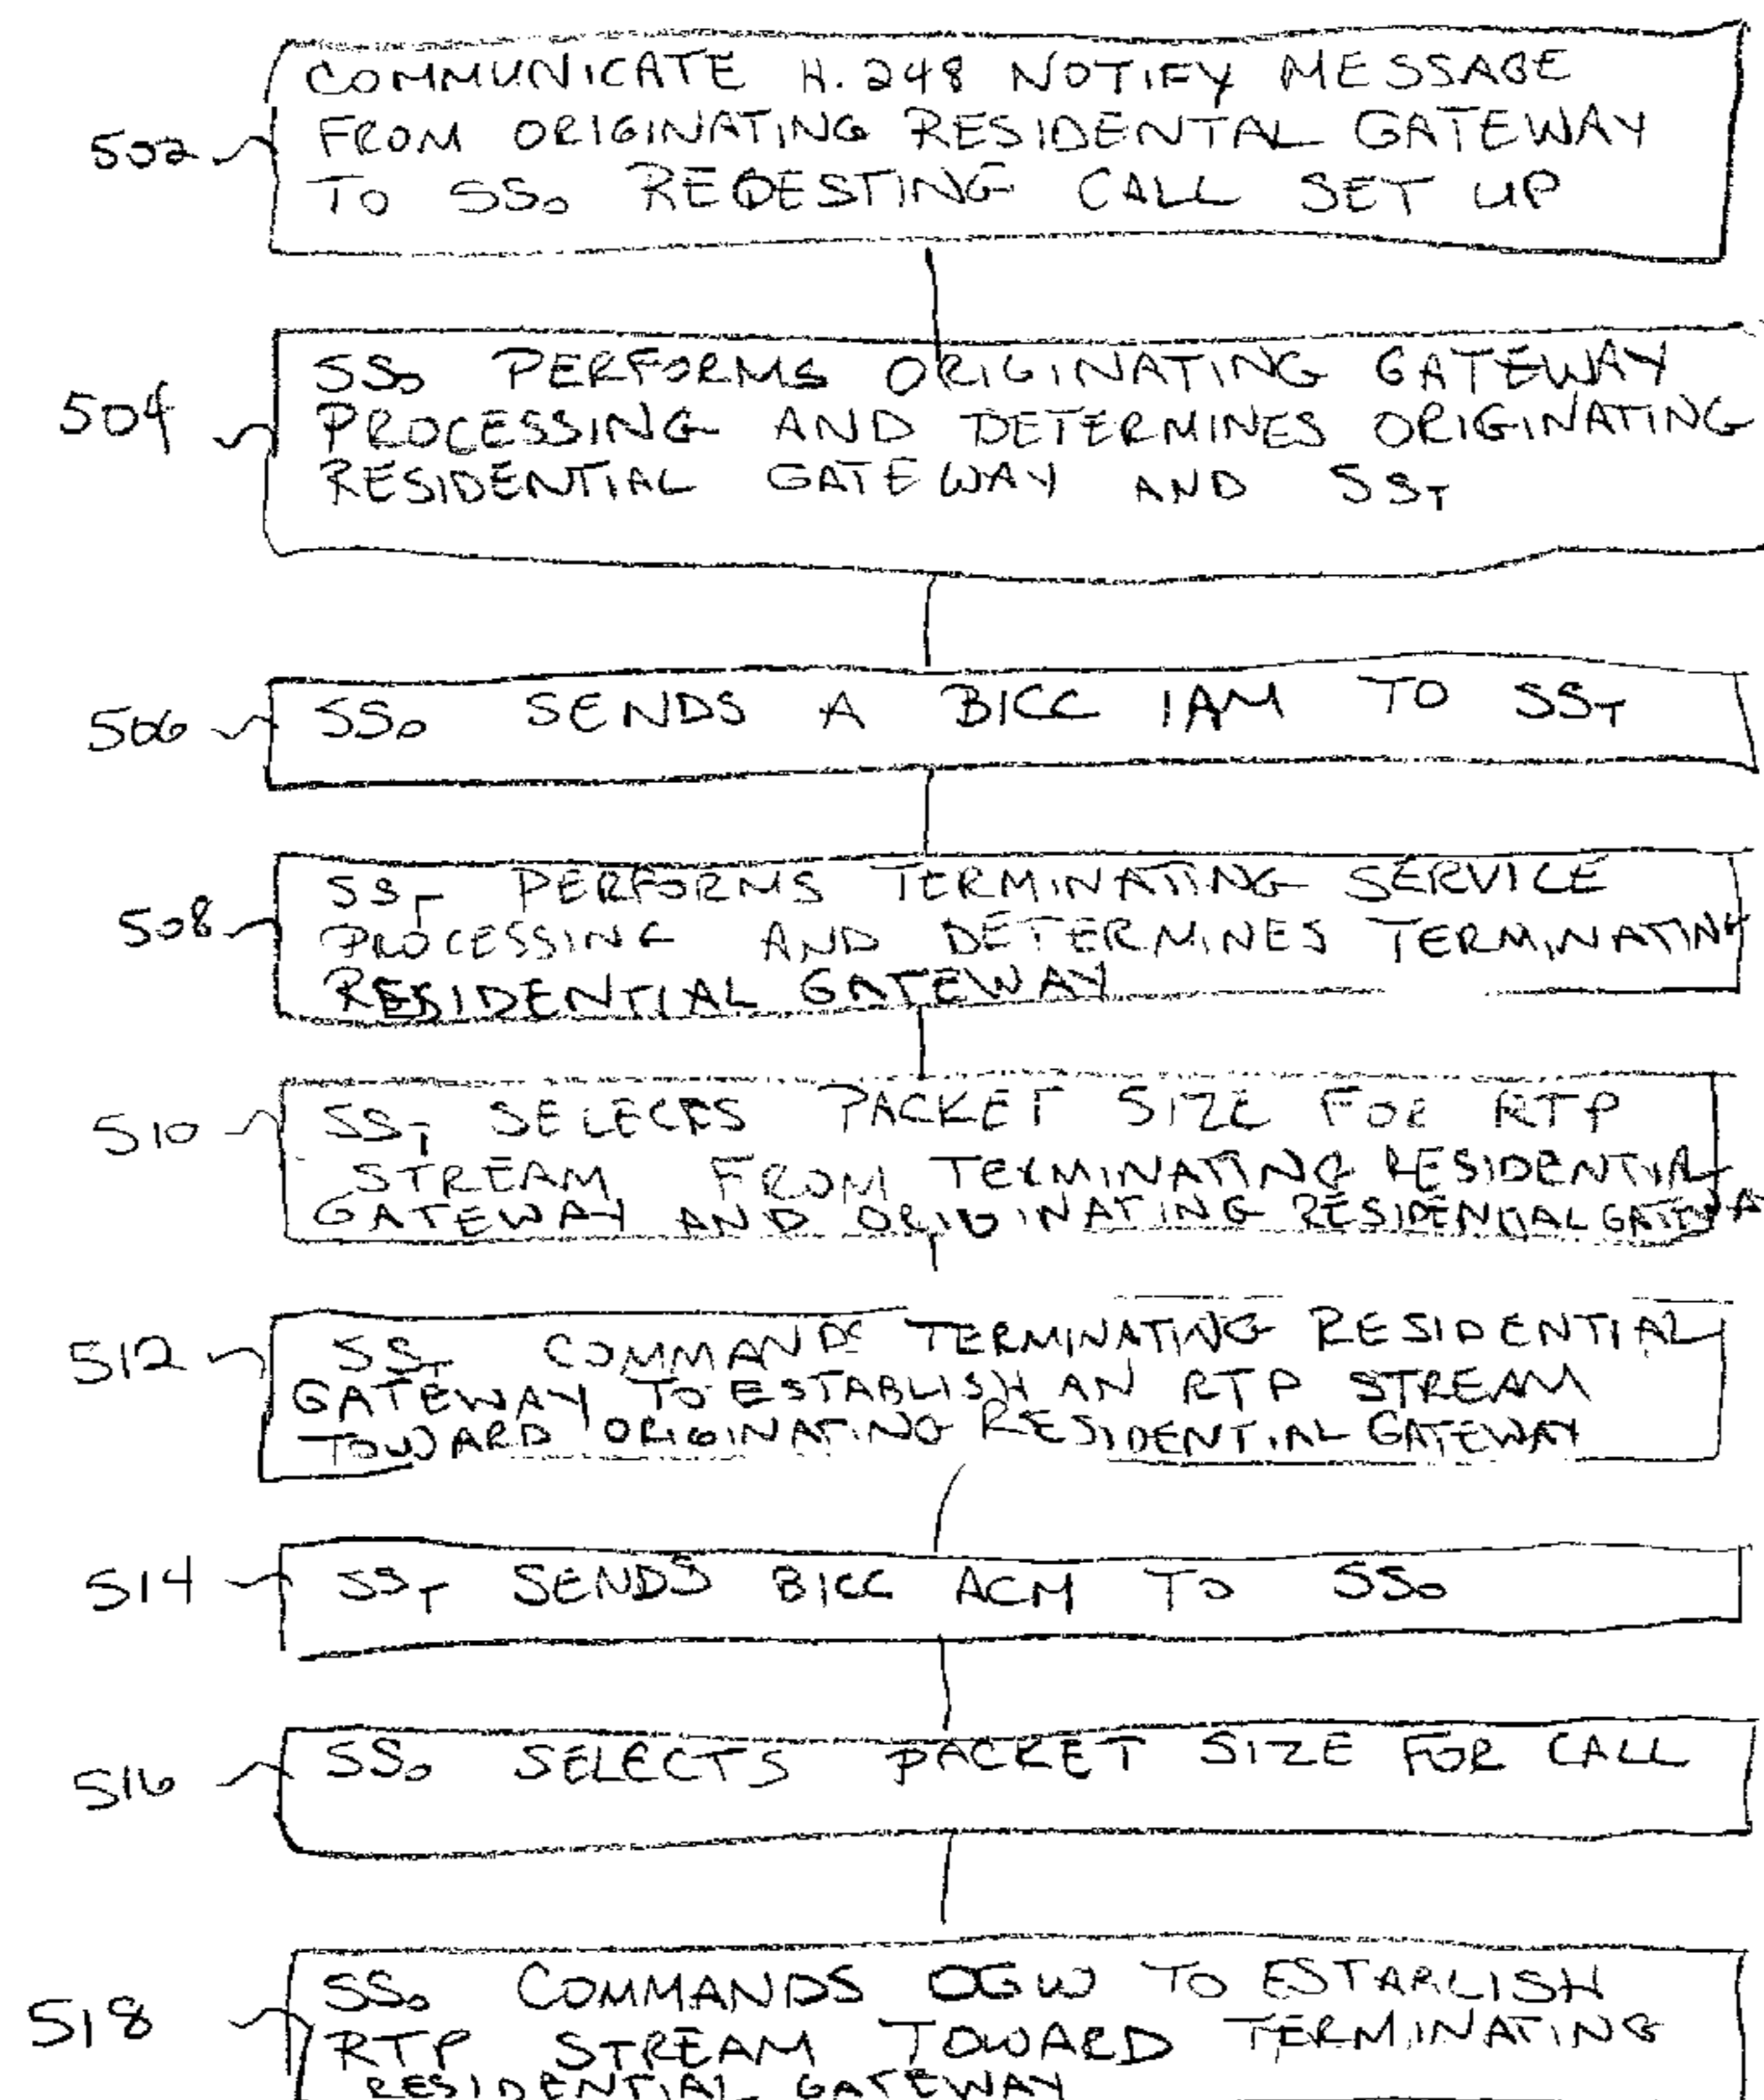 COMMUNICATE H.248 NOTIFY MESSAGE
502 FROM ORIGINATING RESIDENTAL GATEWAY
TO SSO REQESTING CALL SET UP
SSO PERFORMS ORIGINATING GATEWAY
504 PROCESSING AND DETERMINES ORIGINATING
RESIDENTIAL GATEWAY AND SST
506 SSO SENDS A BICC IAM TO SST
SST PERFORMS TERMINATING SERVICE
508 PROCESSING AND DETERMINES TERMINATING
RESIDENTIAL GATEWAY
510 SST SELECTS PACKET SIZE FOR RTP
STREAM FROM TERMINATING RESIDENTIAL
GATEWAY AND ORIGINATING RESIDENTIAL GATEWA
512 SST COMMANDS TERMINATING RESIDENTIAL
GATEWAY TO ESTABLISH AN RTP STREAM
TOWARD ORIGINATING RESIDENTIAL GATEWAY
514 SST SENDS BICC ACM TO SSO
516 SSO SELECTS PACKET SIZE FOR CALL
518 SSO COMMANDS OGW TO ESTABLISH
RTP STREAM TOWARD TERMINATING
RESIDENTIAL GATEWAY